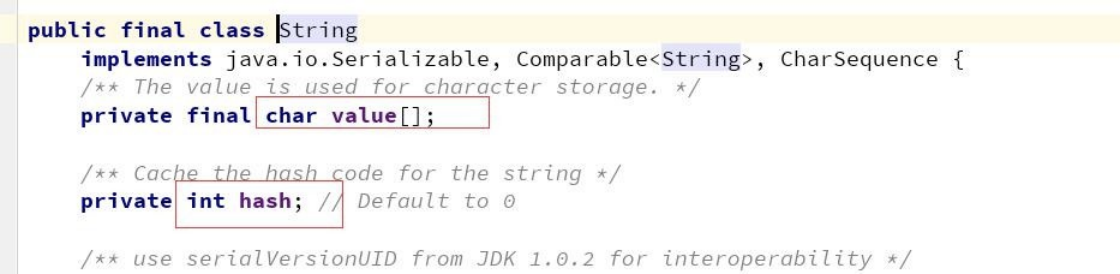 public final class String
implements java.io.Serializable, Comparable<String>, CharSequence {
/** The value is used for character storage. */
private final char value[];
/** Cache the hash code for the string */
private int hash; // Default to 0
/** use serialVersionUID from JDK 1.0.2 for interoperability */